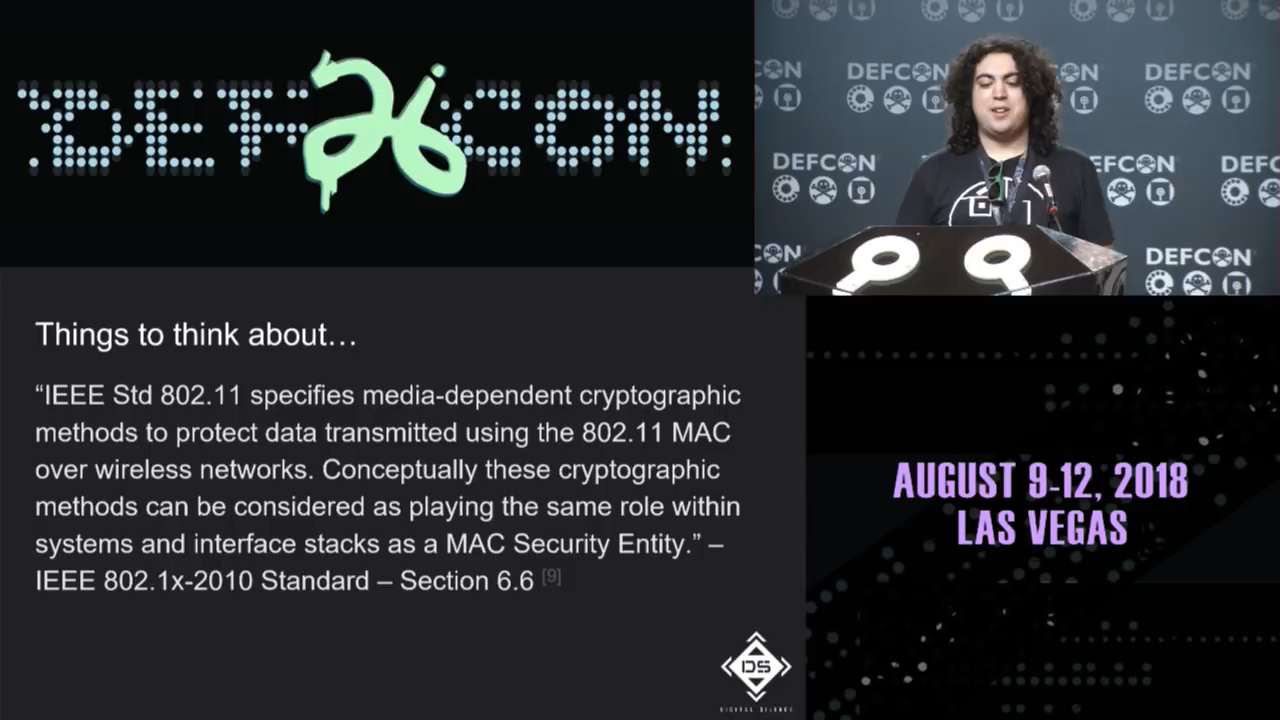 DEF CON
26
DEFCON
DEFCON
DEFCON
DEFCON
DEFCON
DEFCON
Things to think about…
“IEEE Std 802.11 specifies media-dependent cryptographic
methods to protect data transmitted using the 802.11 MAC
over wireless networks. Conceptually these cryptographic
methods can be considered as playing the same role within
systems and interface stacks as a MAC Security Entity.” –
IEEE 802.1x-2010 Standard – Section 6.6 [9]
AUGUST 9-12, 2018
LAS VEGAS
DS
DIGITAL SILENCE